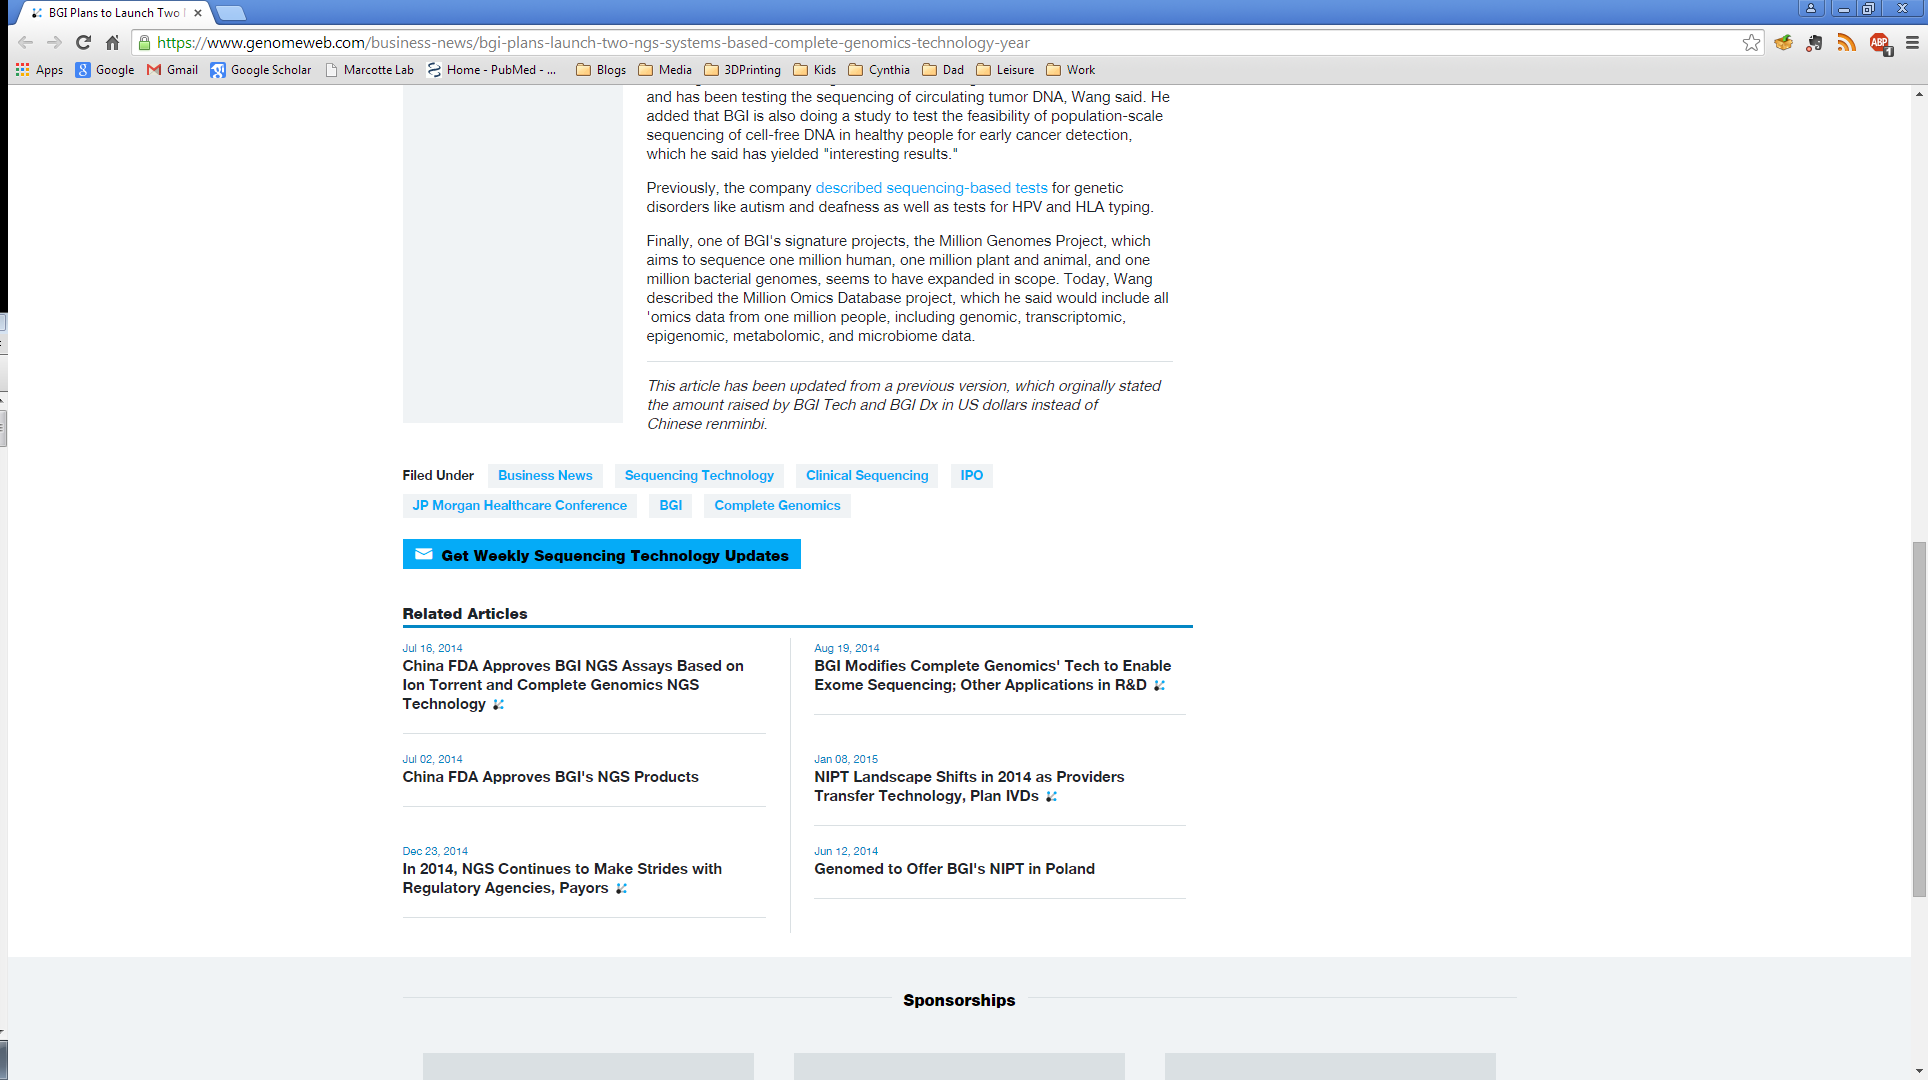 BGI Plans to Launch Two
https://www.genomeweb.com/business-news/bgi-plans-launch-two-ngs-systems-based-complete-genomics-technology-year
ABP 1
Apps Google Gmail Google Scholar Marcotte Lab Home - PubMed - ... Blogs Media 3DPrinting Kids Cynthia Dad Leisure Work
and has been testing the sequencing of circulating tumor DNA, Wang said. He
added that BGI is also doing a study to test the feasibility of population-scale
sequencing of cell-free DNA in healthy people for early cancer detection,
which he said has yielded "interesting results."
Previously, the company described sequencing-based tests for genetic
disorders like autism and deafness as well as tests for HPV and HLA typing.
Finally, one of BGI's signature projects, the Million Genomes Project, which
aims to sequence one million human, one million plant and animal, and one
million bacterial genomes, seems to have expanded in scope. Today, Wang
described the Million Omics Database project, which he said would include all
'omics data from one million people, including genomic, transcriptomic,
epigenomic, metabolomic, and microbiome data.
This article has been updated from a previous version, which orginally stated
the amount raised by BGI Tech and BGI Dx in US dollars instead of
Chinese renminbi.
Filed Under Business News Sequencing Technology Clinical Sequencing IPO
JP Morgan Healthcare Conference BGI Complete Genomics
Get Weekly Sequencing Technology Updates
Related Articles
Jul 16, 2014
China FDA Approves BGI NGS Assays Based on
Ion Torrent and Complete Genomics NGS
Technology
Aug 19, 2014
BGI Modifies Complete Genomics' Tech to Enable
Exome Sequencing; Other Applications in R&D
Jul 02, 2014
China FDA Approves BGI's NGS Products
Jan 08, 2015
NIPT Landscape Shifts in 2014 as Providers
Transfer Technology, Plan IVDs
Dec 23, 2014
In 2014, NGS Continues to Make Strides with
Regulatory Agencies, Payors
Jun 12, 2014
Genomed to Offer BGI's NIPT in Poland
Sponsorships